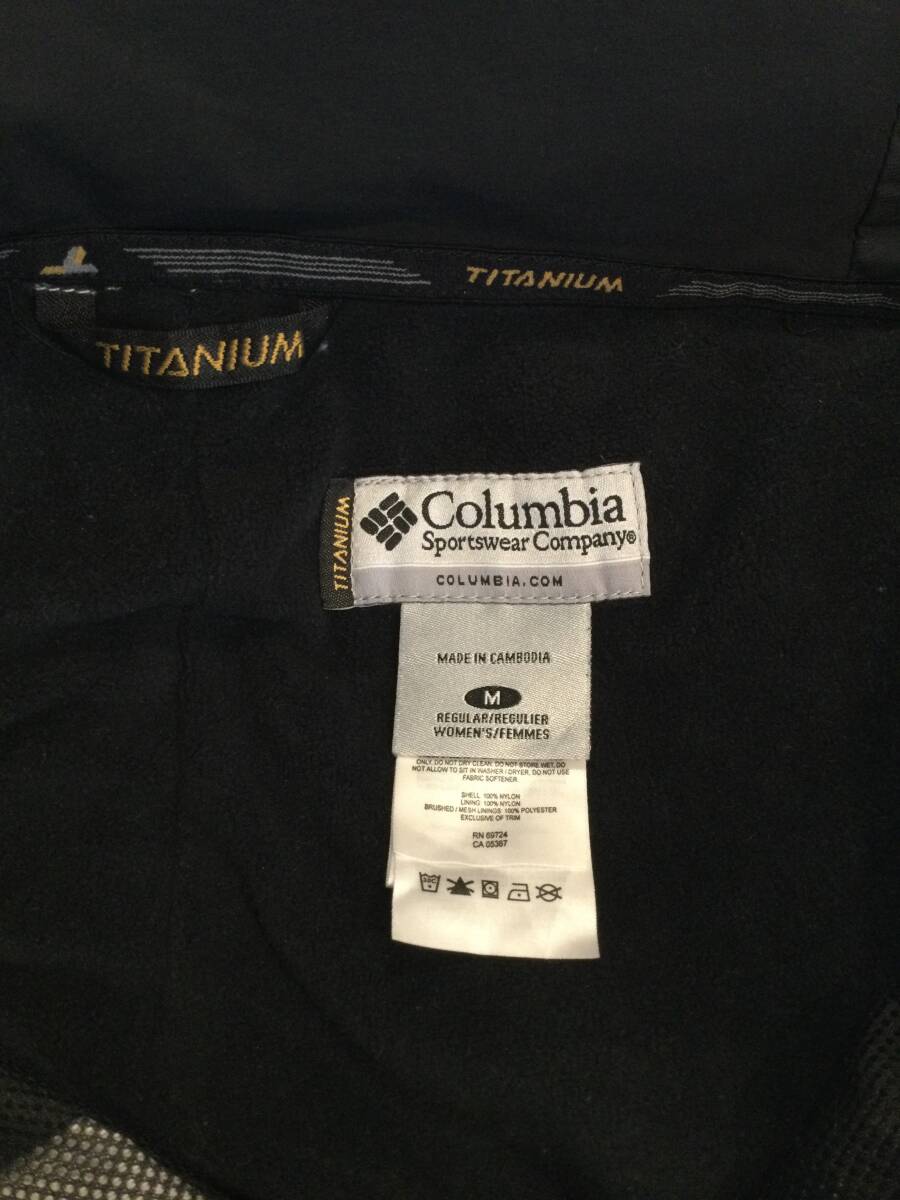 TITANIUM
TITANIUM
TITANIUM
Columbia
Sportswear Company®
COLUMBIA.COM
MADE IN CAMBODIA
M
REGULAR/REGULIER
WOMEN'S/FEMMES
ONLY. DO NOT DRY CLEAN. DO NOT STORE WET. DO
NOT ALLOW TO SIT IN WASHER / DRYER. DO NOT USE
FABRIC SOFTENER.
SHELL: 100% NYLON
LINING: 100% NYLON
BRUSHED / MESH LININGS: 100% POLYESTER
EXCLUSIVE OF TRIM
RN 69724
CA 05367